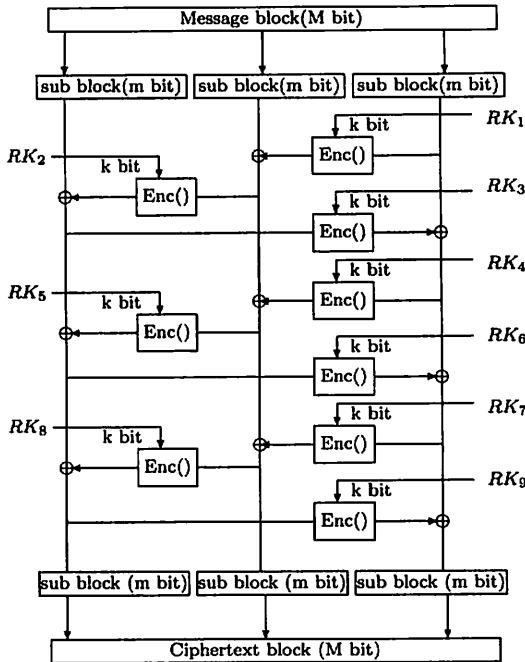 Message block(M bit)
sub block(m bit) sub block(m bit) sub block(m bit)
RK1
k bit
Enc()
RK2
k bit
Enc()
RK3
k bit
Enc()
RK4
k bit
Enc()
RK5
k bit
Enc()
RK6
k bit
Enc()
RK7
k bit
Enc()
RK8
k bit
Enc()
RK9
k bit
Enc()
sub block (m bit) sub block (m bit) sub block (m bit)
Ciphertext block (M bit)